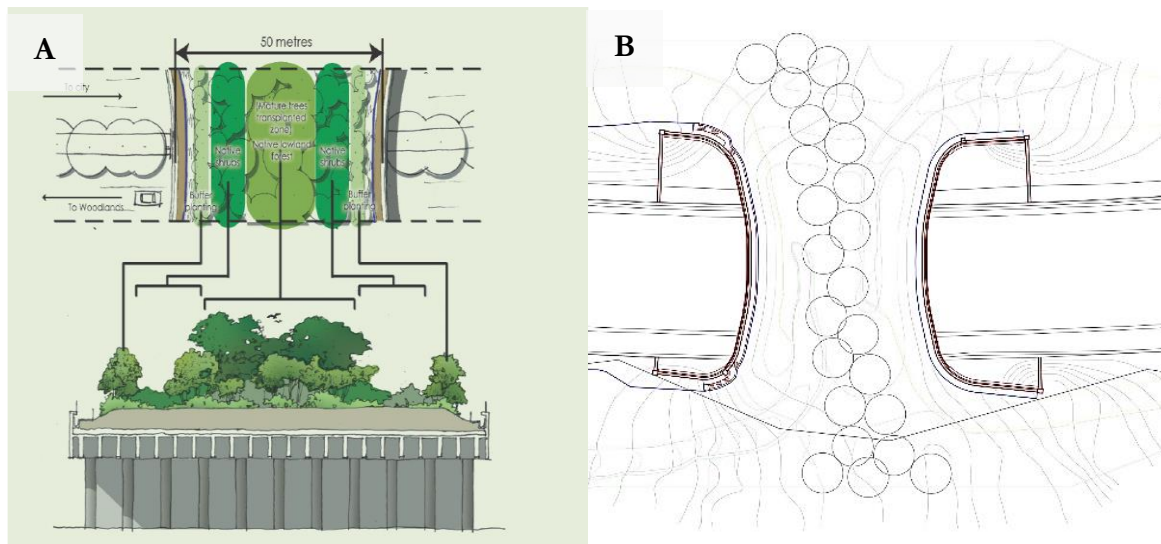 A
B
50 metres
To city
(Mature trees
transplanted
zone)
Native lowland
forest
Native
shrubs
Native
shrubs
Buffer
planting
Buffer
planting
To Woodlands